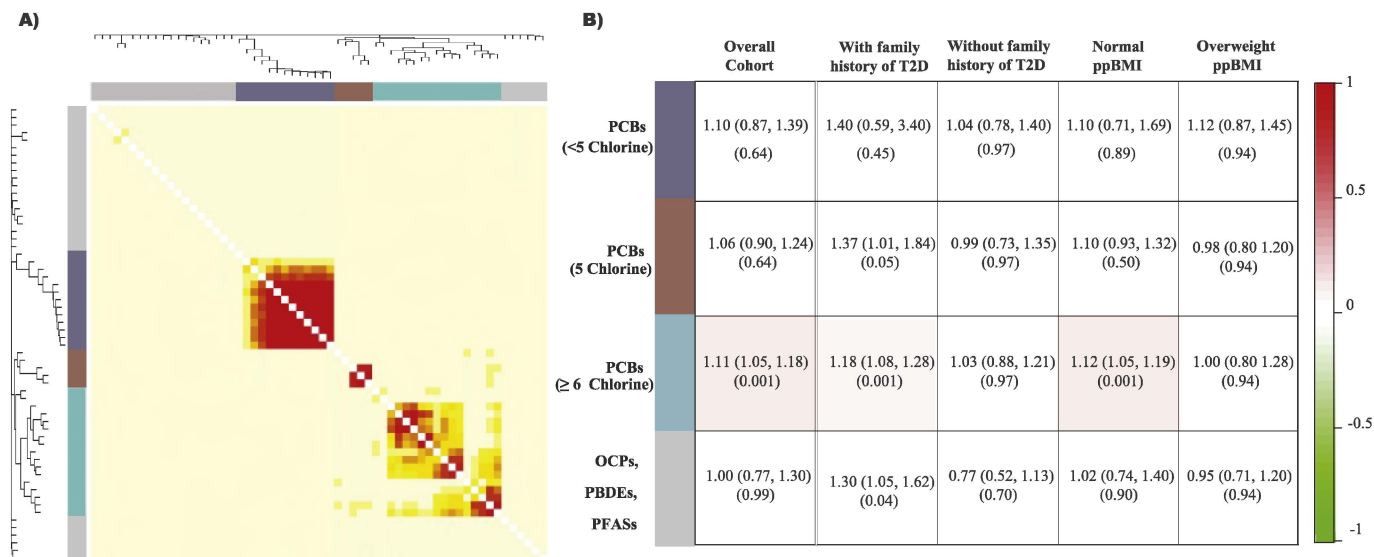 A)
B)
Overall
Cohort
With family
history of T2D
Without family
history of T2D
Normal
ppBMI
Overweight
ppBMI
PCBs
(<5 Chlorine)
1.10 (0.87, 1.39)
(0.64)
1.40 (0.59, 3.40)
(0.45)
1.04 (0.78, 1.40)
(0.97)
1.10 (0.71, 1.69)
(0.89)
1.12 (0.87, 1.45)
(0.94)
PCBs
(5 Chlorine)
1.06 (0.90, 1.24)
(0.64)
1.37 (1.01, 1.84)
(0.05)
0.99 (0.73, 1.35)
(0.97)
1.10 (0.93, 1.32)
(0.50)
0.98 (0.80 1.20)
(0.94)
PCBs
(≥ 6 Chlorine)
1.11 (1.05, 1.18)
(0.001)
1.18 (1.08, 1.28)
(0.001)
1.03 (0.88, 1.21)
(0.97)
1.12 (1.05, 1.19)
(0.001)
1.00 (0.80 1.28)
(0.94)
OCPs,
PBDEs,
PFASs
1.00 (0.77, 1.30)
(0.99)
1.30 (1.05, 1.62)
(0.04)
0.77 (0.52, 1.13)
(0.70)
1.02 (0.74, 1.40)
(0.90)
0.95 (0.71, 1.20)
(0.94)
1
0.5
0
-0.5
-1